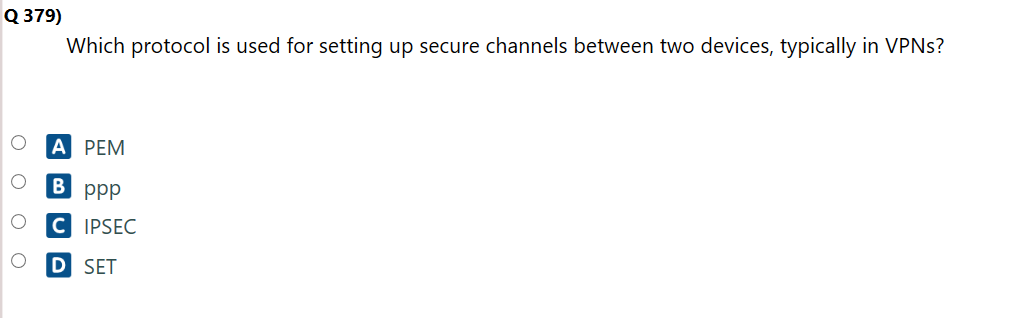 Q 379)
Which protocol is used for setting up secure channels between two devices, typically in VPNs?
A PEM
B ppp
C IPSEC
D SET